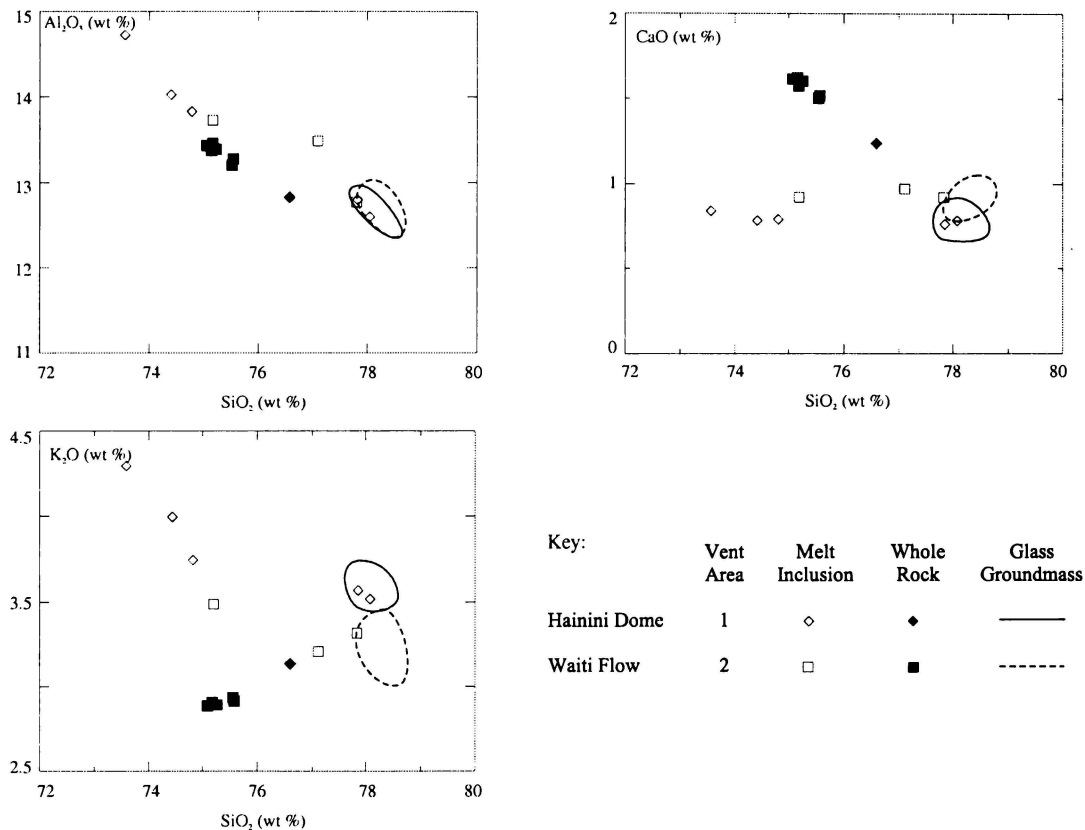 Al₂O₃ (wt %)
15
14
13
12
11
72 74 76 78 80
SiO₂ (wt %)
CaO (wt %)
2
1
0
72 74 76 78 80
SiO₂ (wt %)
K₂O (wt %)
4.5
3.5
2.5
72 74 76 78 80
SiO₂ (wt %)
Key:
Vent Area
Melt Inclusion
Whole Rock
Glass Groundmass
Hainini Dome 1
Waiti Flow 2